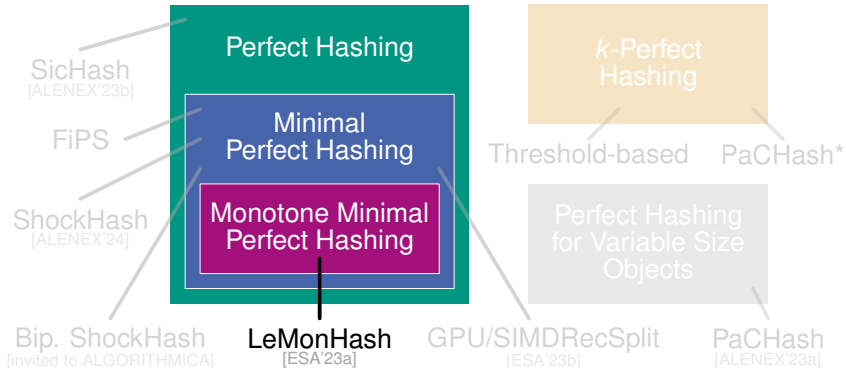 Perfect Hashing
SicHash
[ALENEX'23b]
k-Perfect
Hashing
FiPS
Minimal
Perfect Hashing
Threshold-based
PaCHash*
ShockHash
[ALENEX'24]
Monotone Minimal
Perfect Hashing
Perfect Hashing
for Variable Size
Objects
Bip. ShockHash
[invited to ALGORITHMICA]
LeMonHash
[ESA'23a]
GPU/SIMDRecSplit
[ESA'23b]
PaCHash
[ALENEX'23a]